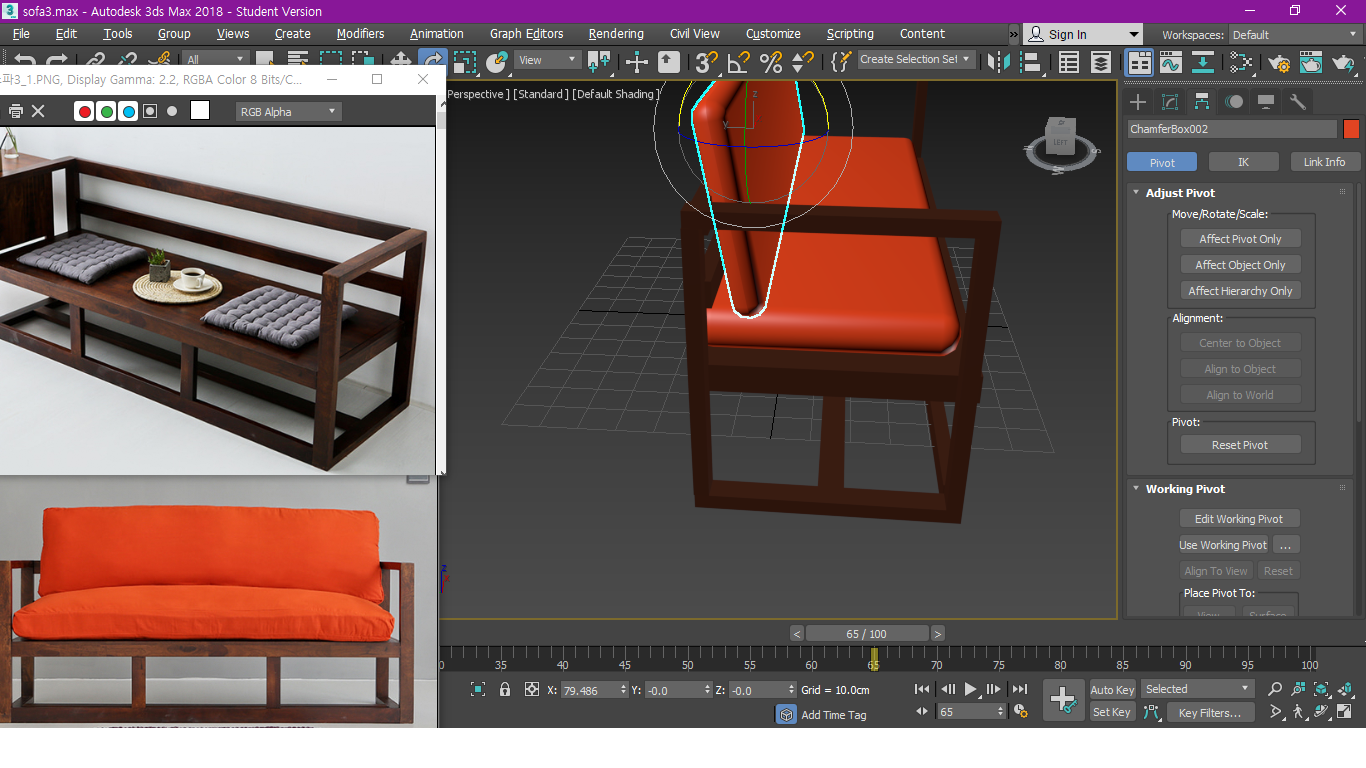 sofa3.max - Autodesk 3ds Max 2018 - Student Version
File Edit Tools Group Views Create Modifiers Animation Graph Editors Rendering Civil View Customize Scripting Content
» Sign In Workspaces: Default
All View Create Selection Set
파3_1.PNG, Display Gamma: 2.2, RGBA Color 8 Bits/C...
RGB Alpha
Perspective ] [Standard ] [Default Shading ]
z
y
LEFT
W
S
ChamferBox002
Pivot IK Link Info
Adjust Pivot
Move/Rotate/Scale:
Affect Pivot Only
Affect Object Only
Affect Hierarchy Only
Alignment:
Center to Object
Align to Object
Align to World
Pivot:
Reset Pivot
Working Pivot
Edit Working Pivot
Use Working Pivot ...
Align To View Reset
Place Pivot To:
View Surface
z
x
< 65 / 100 >
30 35 40 45 50 55 60 65 70 75 80 85 90 95 100
X: 79.486 Y: -0.0 Z: -0.0 Grid = 10.0cm
Add Time Tag
65
Auto Key Selected
Set Key Key Filters...